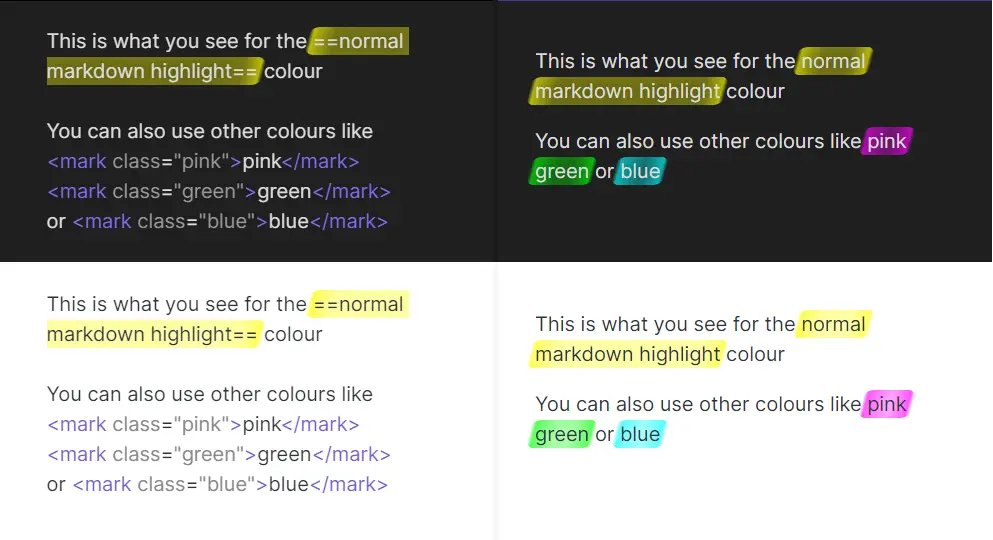 This is what you see for the ==normal
markdown highlight== colour
You can also use other colours like
<mark class="pink">pink</mark>
<mark class="green">green</mark>
or <mark class="blue">blue</mark>
This is what you see for the normal
markdown highlight colour
You can also use other colours like pink
green or blue
This is what you see for the ==normal
markdown highlight== colour
You can also use other colours like
<mark class="pink">pink</mark>
<mark class="green">green</mark>
or <mark class="blue">blue</mark>
This is what you see for the normal
markdown highlight colour
You can also use other colours like pink
green or blue